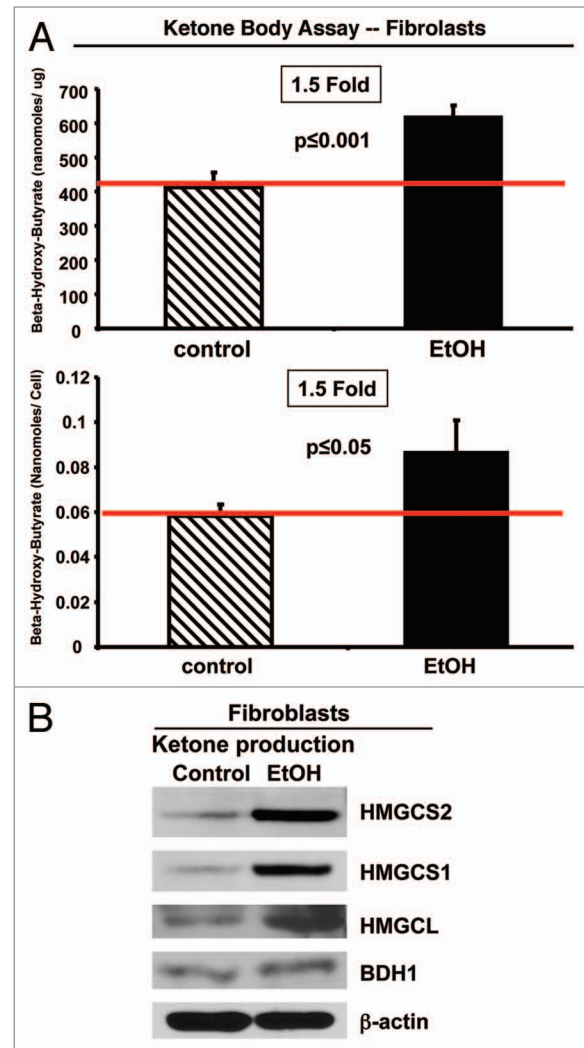 A
Ketone Body Assay -- Fibrolasts
Beta-Hydroxy-Butyrate (nanomoles/ ug)
700
600
500
400
300
200
100
0
1.5 Fold
p≤0.001
control
EtOH
Beta-Hydroxy-Butyrate (Nanomoles/ Cell)
0.12
0.1
0.08
0.06
0.04
0.02
0
1.5 Fold
p≤0.05
control
EtOH
B
Fibroblasts
Ketone production
Control EtOH
HMGCS2
HMGCS1
HMGCL
BDH1
β-actin